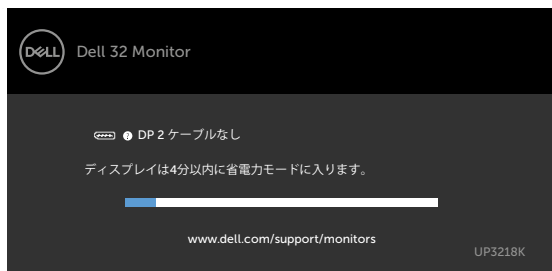 DELL
Dell 32 Monitor
? DP 2 ケーブルなし
ディスプレイは4分以内に省電力モードに入ります。
www.dell.com/support/monitors
UP3218K